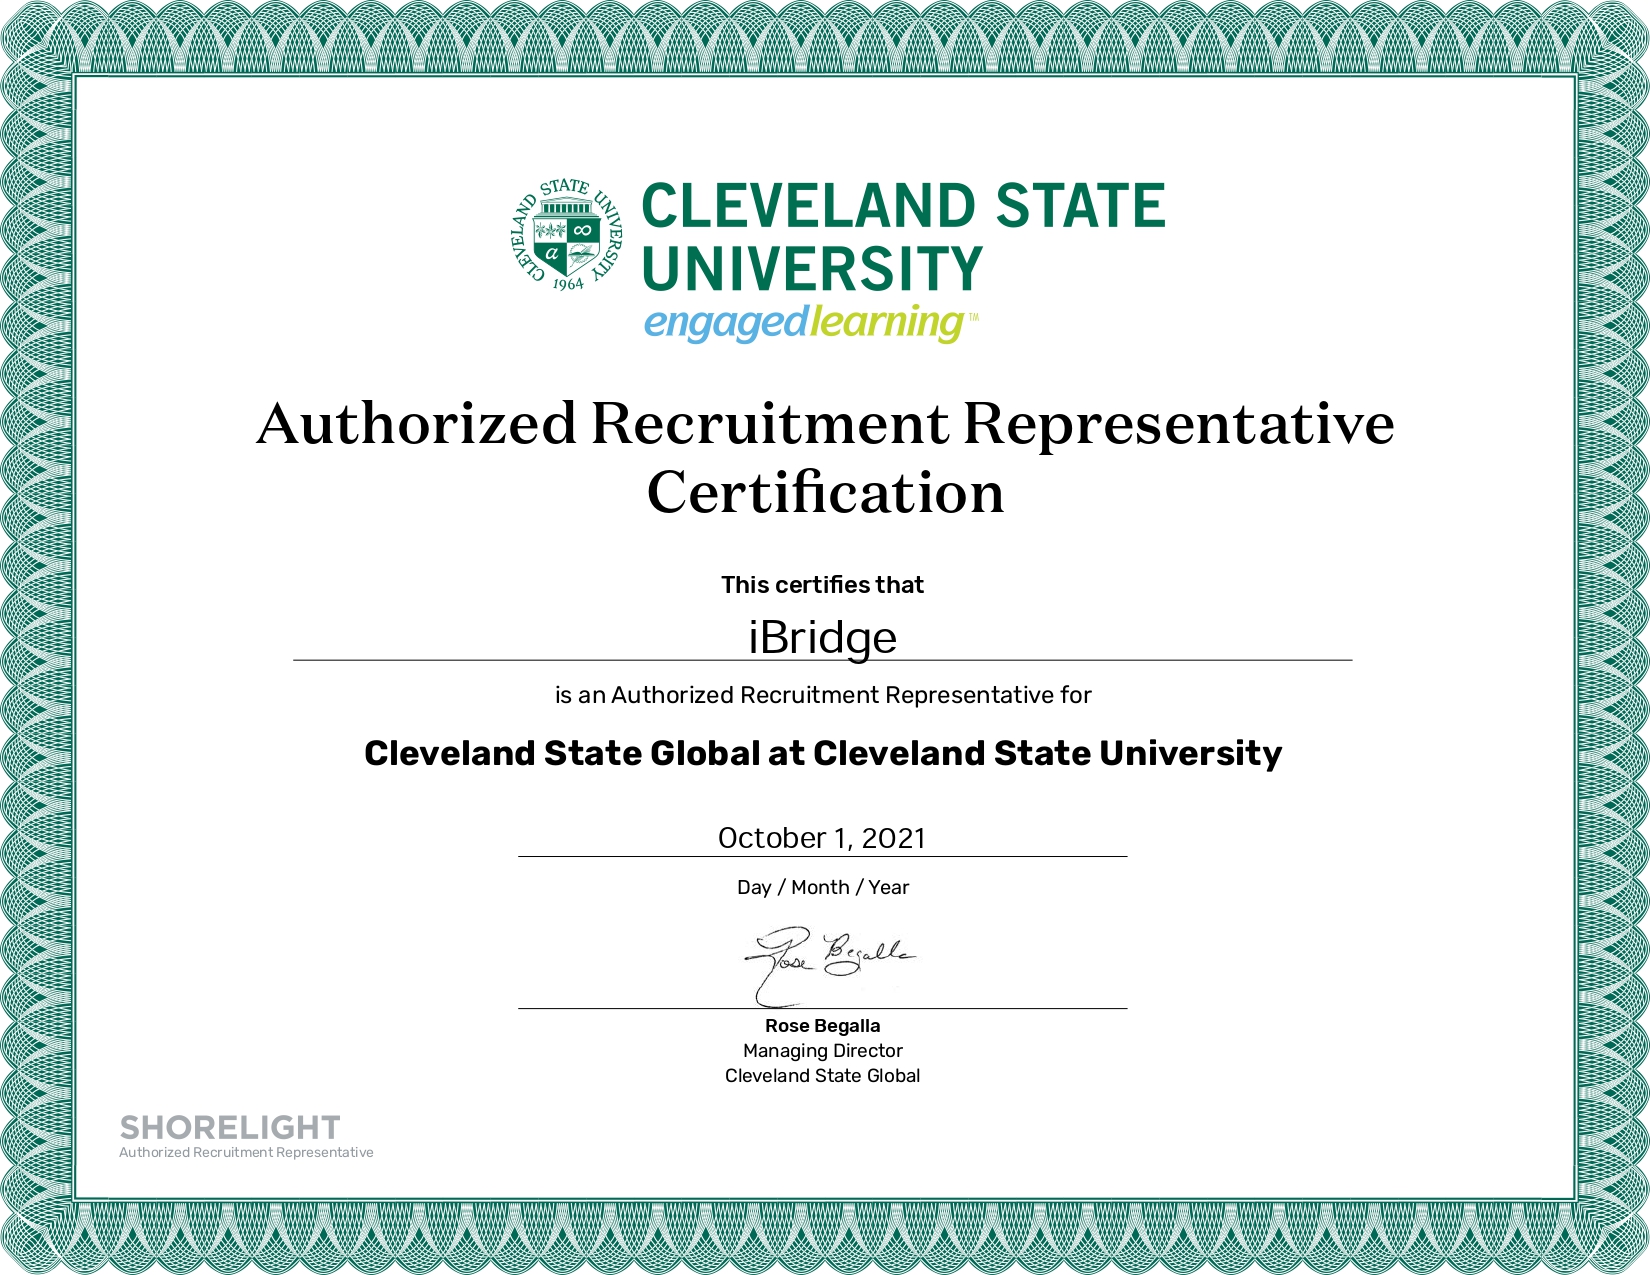 CLEVELAND STATE UNIVERSITY
1964
α
∞
CLEVELAND STATE
UNIVERSITY
engagedlearning™
Authorized Recruitment Representative
Certification
This certifies that
iBridge
is an Authorized Recruitment Representative for
Cleveland State Global at Cleveland State University
October 1, 2021
Day / Month / Year
Rose Begalla
Rose Begalla
Managing Director
Cleveland State Global
SHORELIGHT
Authorized Recruitment Representative